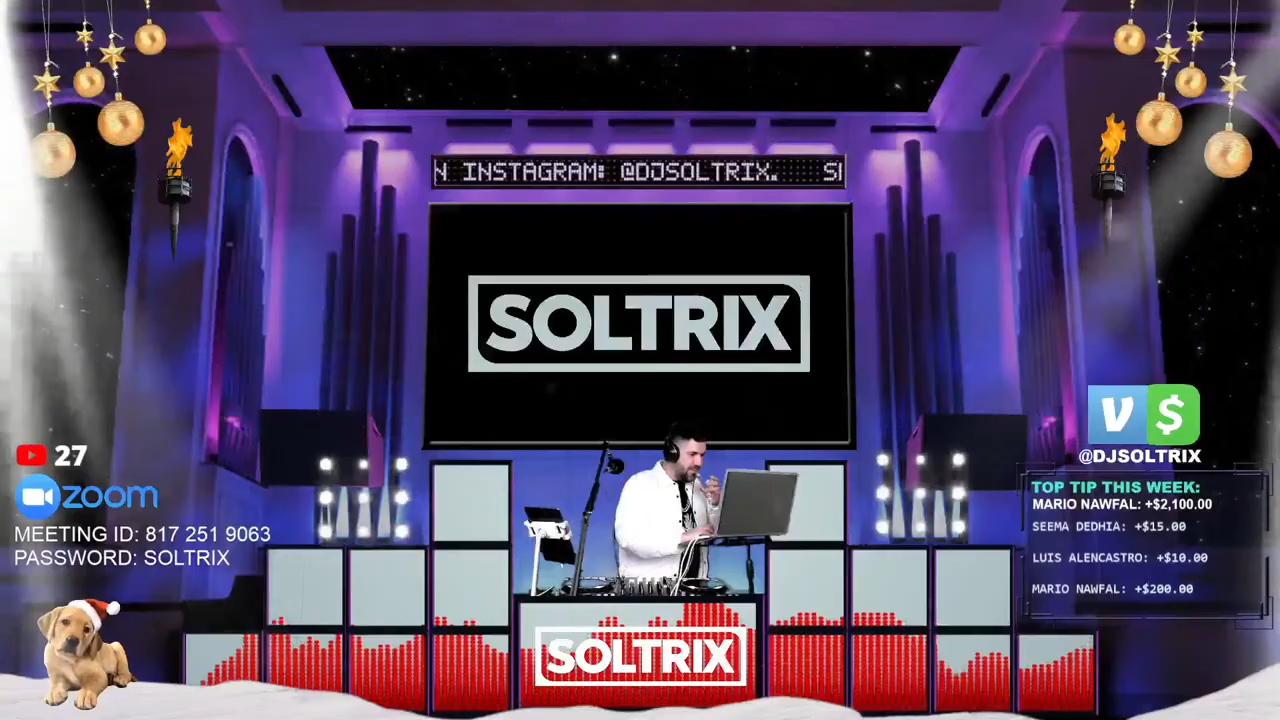 N INSTAGRAM: @DJSOLTRIX. SI
SOLTRIX
27
zoom
MEETING ID: 817 251 9063
PASSWORD: SOLTRIX
V $
@DJSOLTRIX
TOP TIP THIS WEEK:
MARIO NAWFAL: +$2,100.00
SEEMA DEDHIA: +$15.00
LUIS ALENCASTRO: +$10.00
MARIO NAWFAL: +$200.00
SOLTRIX